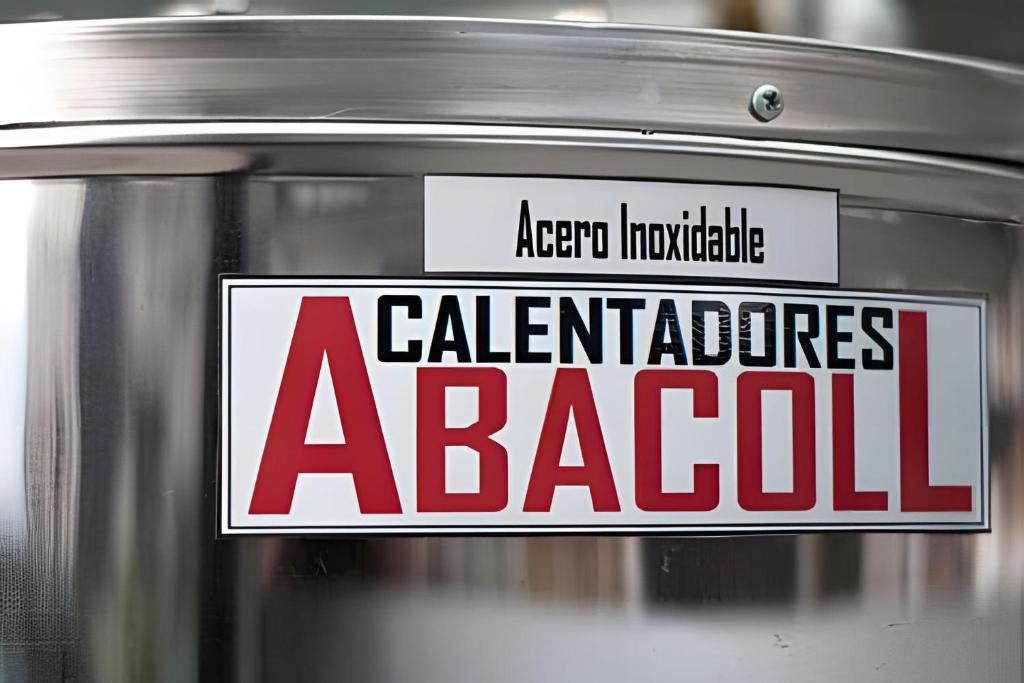 Acero Inoxidable
CALENTADORES
ABACOLL